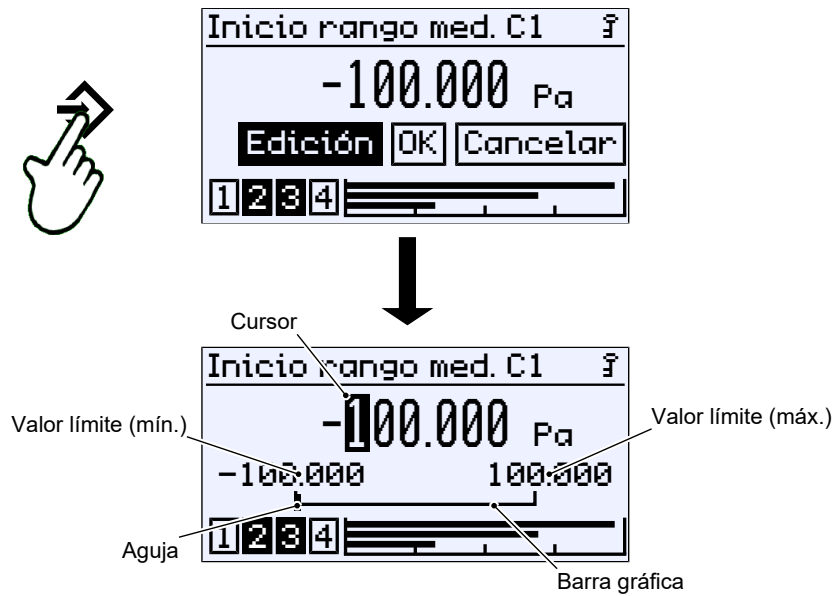 Inicio rango med. C1
-100.000 Pa
Edición OK Cancelar
1 2 3 4
Cursor
Inicio rango med. C1
-100.000 Pa
Valor límite (mín.)
Valor límite (máx.)
-100.000 100.000
Aguja
1 2 3 4
Barra gráfica